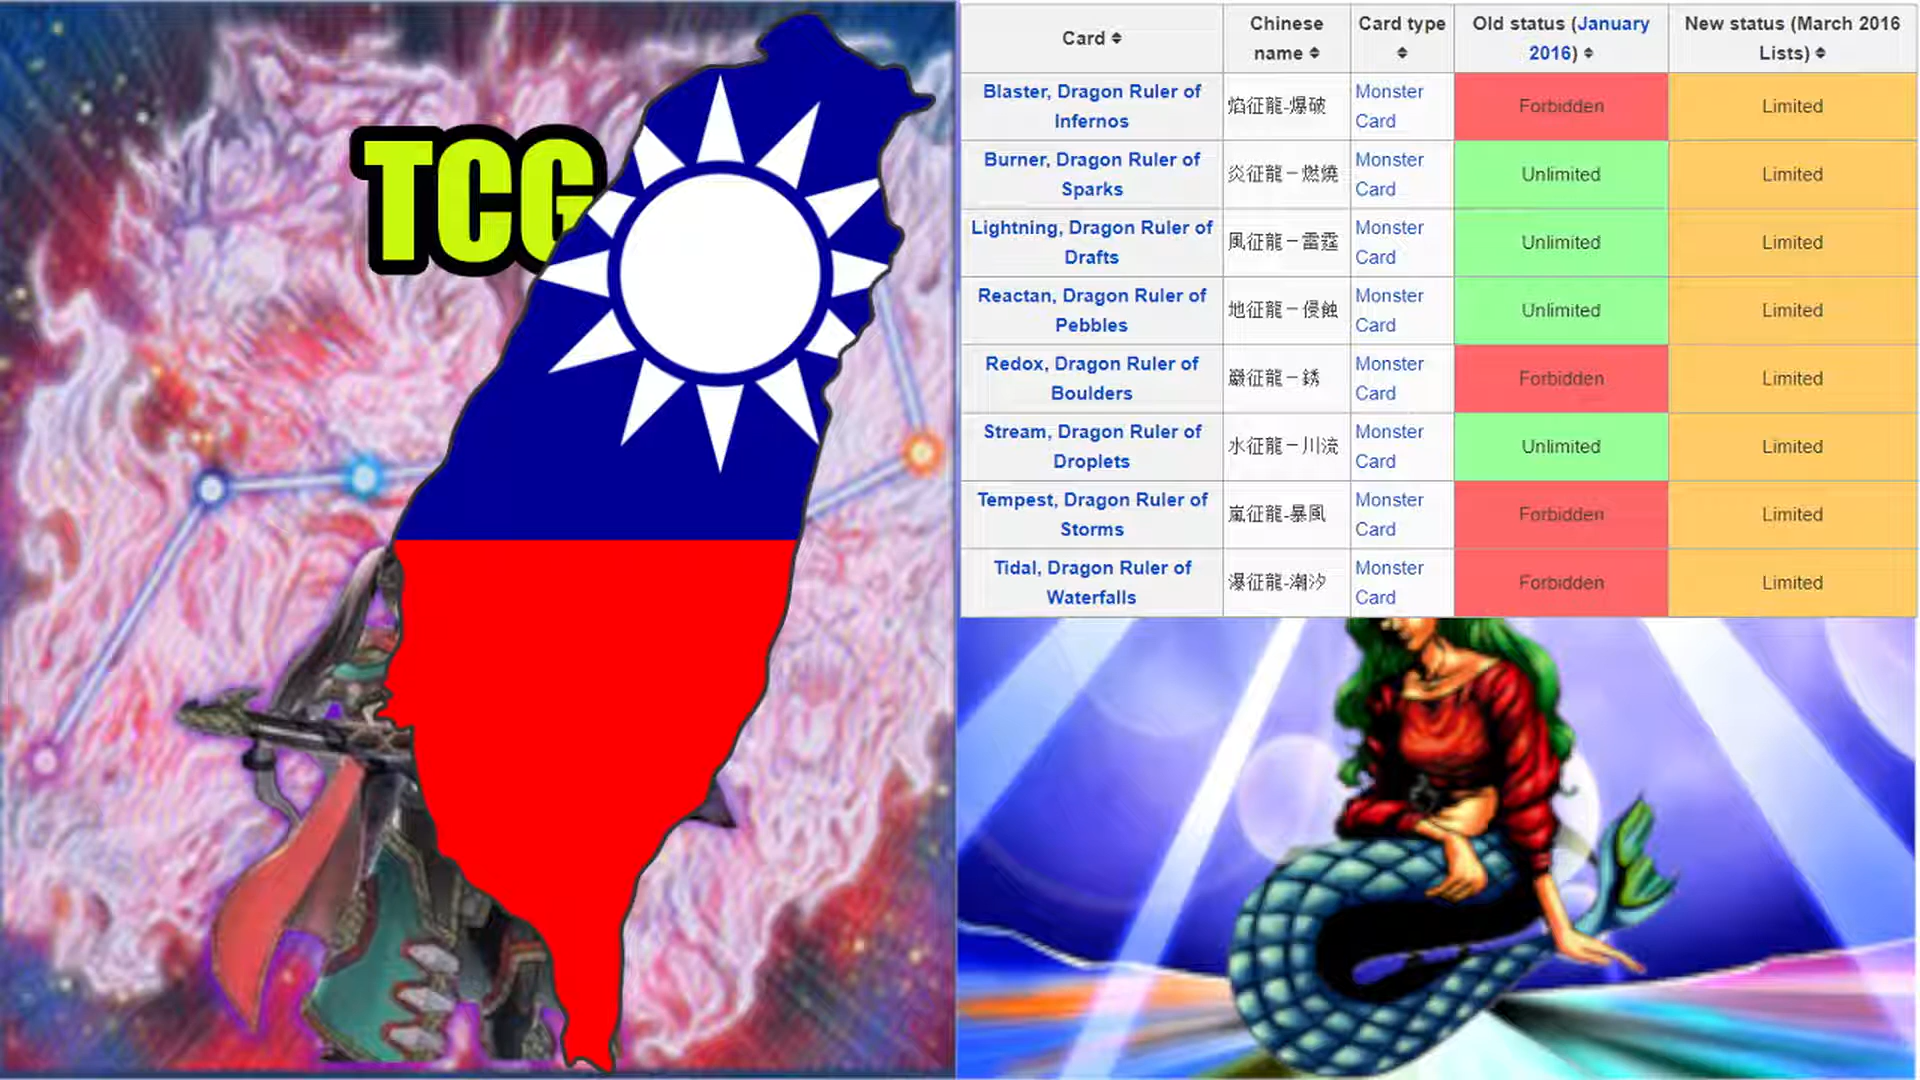 TCG
Card
Chinese
name
Card type
Old status (January
2016)
New status (March 2016
Lists)
Blaster, Dragon Ruler of
Infernos
焰征龍-爆破
Monster
Card
Forbidden
Limited
Burner, Dragon Ruler of
Sparks
炎征龍－燃燒
Monster
Card
Unlimited
Limited
Lightning, Dragon Ruler of
Drafts
風征龍－雷霆
Monster
Card
Unlimited
Limited
Reactan, Dragon Ruler of
Pebbles
地征龍－侵蝕
Monster
Card
Unlimited
Limited
Redox, Dragon Ruler of
Boulders
巖征龍－銹
Monster
Card
Forbidden
Limited
Stream, Dragon Ruler of
Droplets
水征龍－川流
Monster
Card
Unlimited
Limited
Tempest, Dragon Ruler of
Storms
嵐征龍-暴風
Monster
Card
Forbidden
Limited
Tidal, Dragon Ruler of
Waterfalls
瀑征龍-潮汐
Monster
Card
Forbidden
Limited